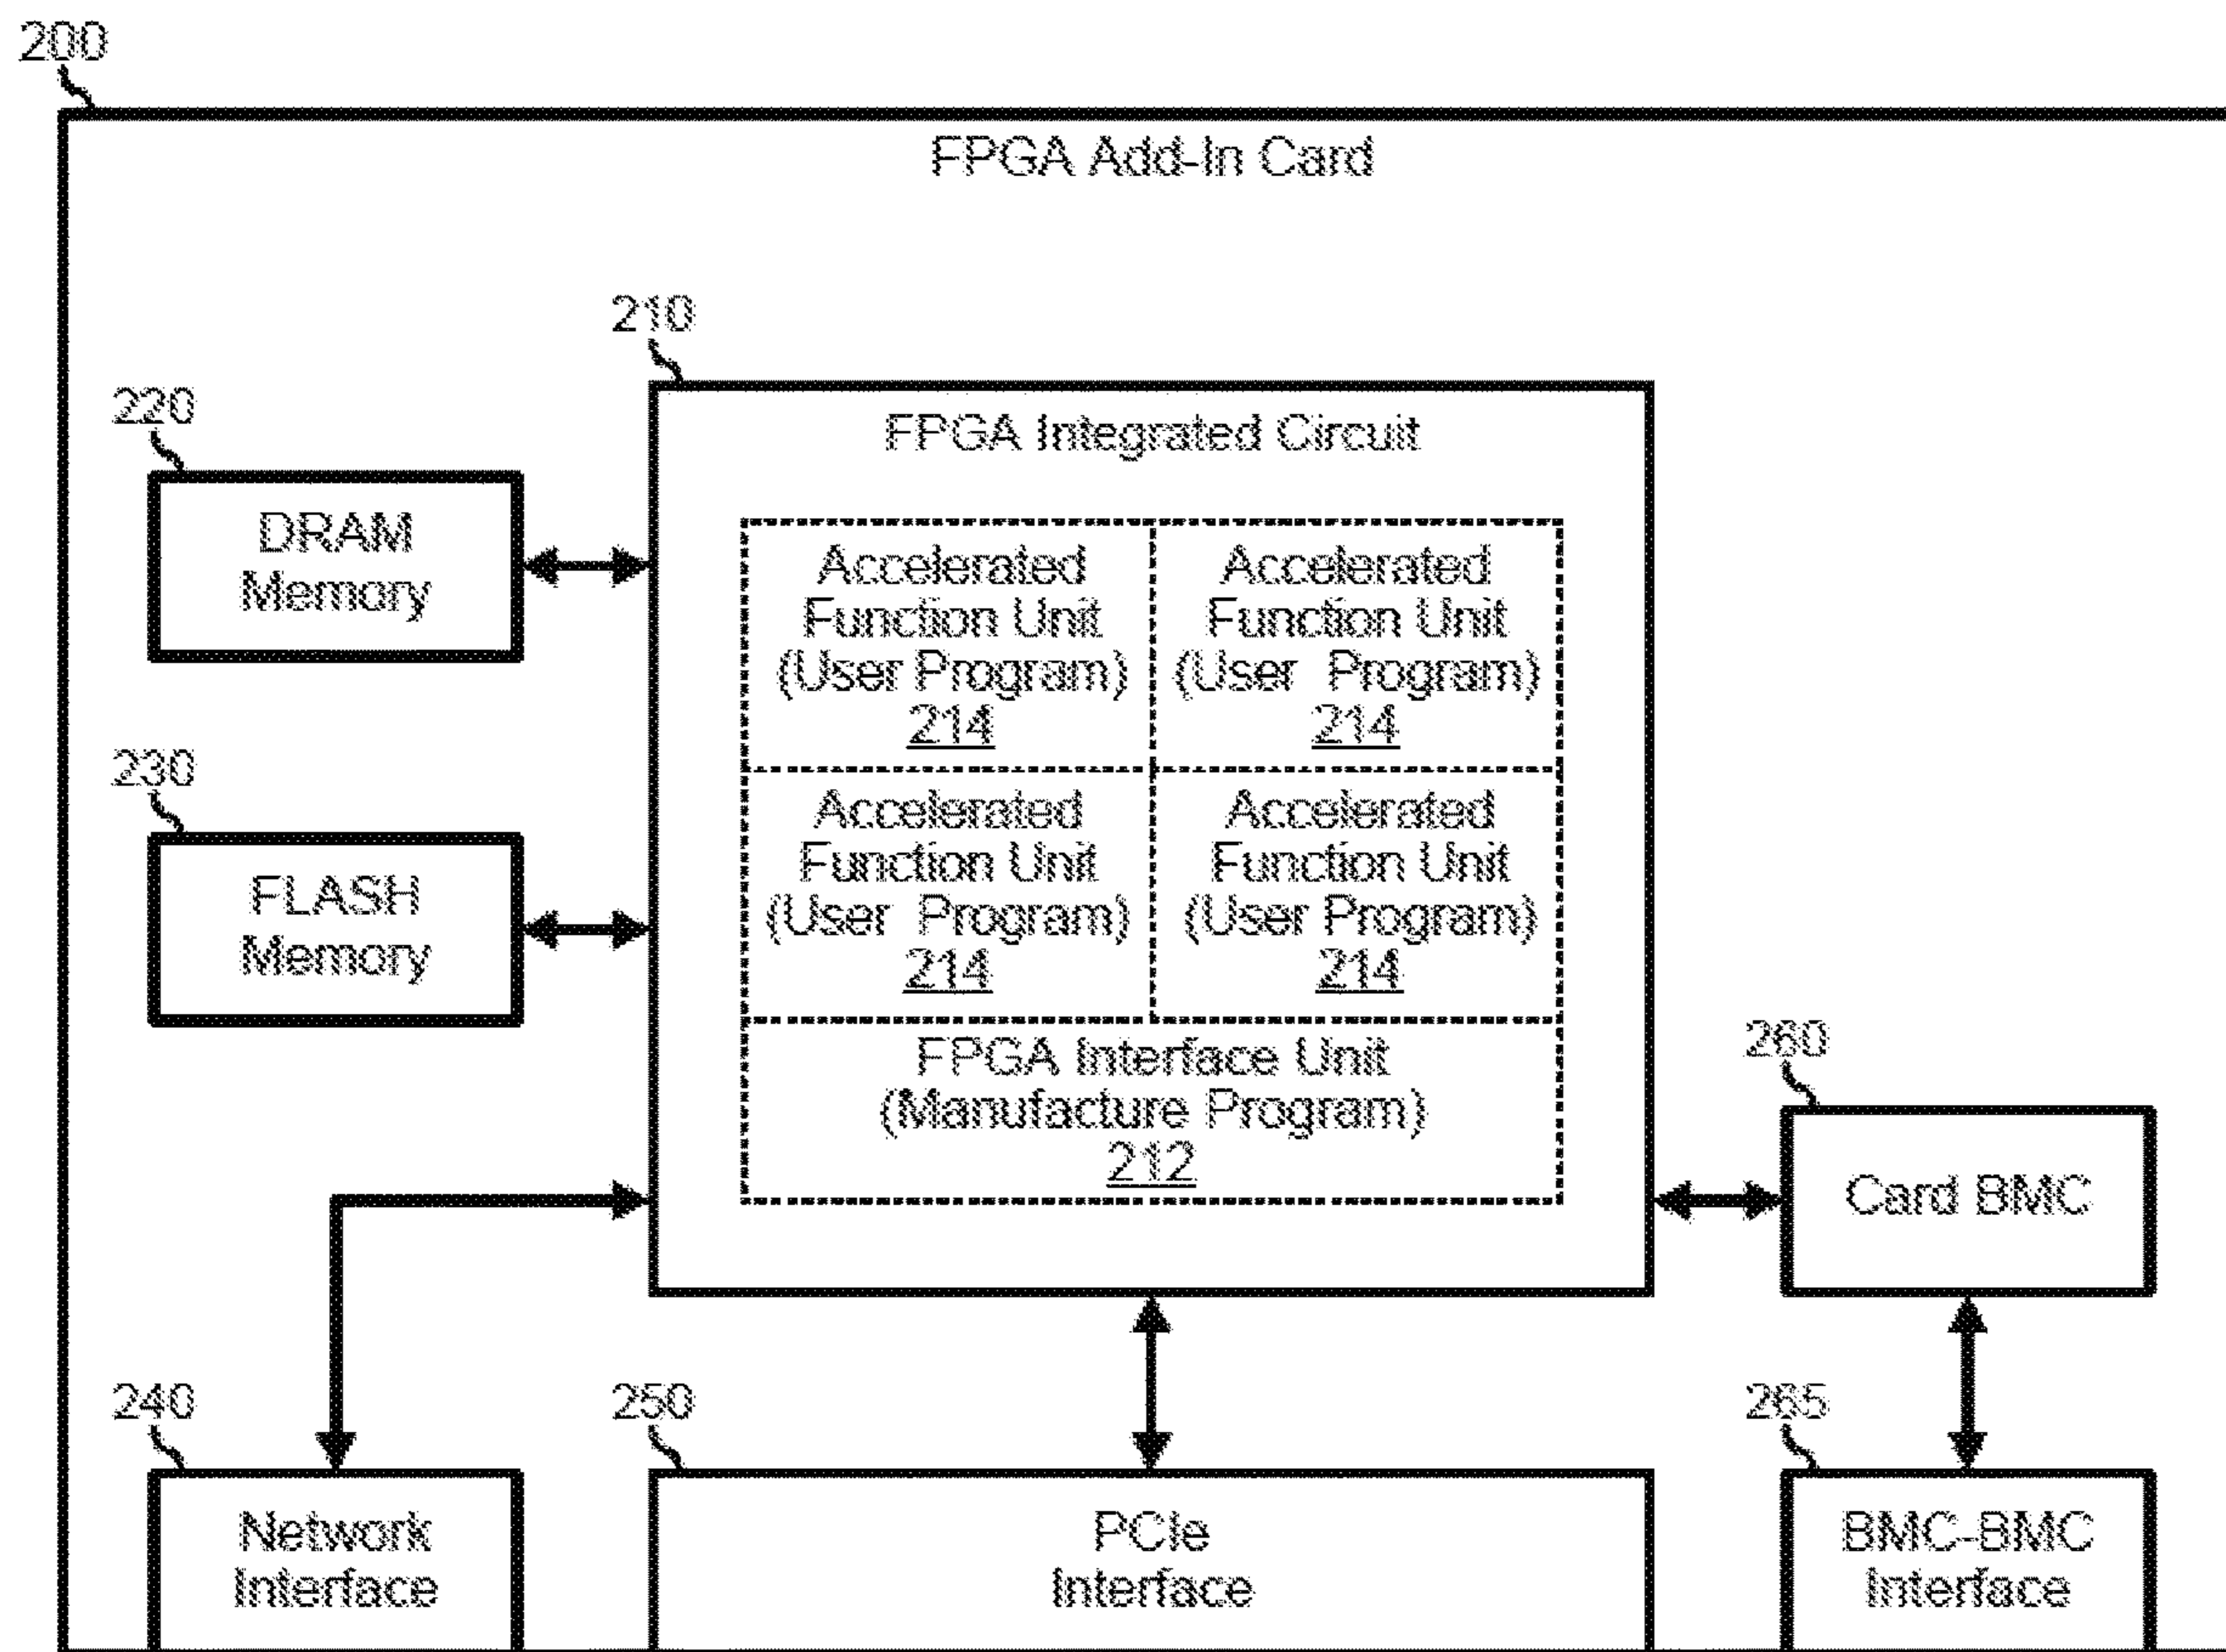 200
FPGA Add-In Card
210
FPGA Integrated Circuit
220
DRAM
Memory
230
FLASH
Memory
Accelerated
Function Unit
(User Program)
214
Accelerated
Function Unit
(User Program)
214
Accelerated
Function Unit
(User Program)
214
Accelerated
Function Unit
(User Program)
214
FPGA Interface Unit
(Manufacture Program)
212
260
Card BMC
240
Network
Interface
250
PCIe
Interface
265
BMC-BMC
Interface